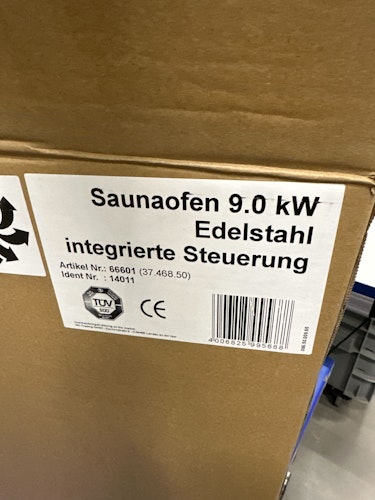 Saunaofen 9.0 kW
Edelstahl
integrierte Steuerung
Artikel Nr.: 66601 (37.468.50)
Ident Nr. : 14011
TÜV
SÜD
CE
4006825995688